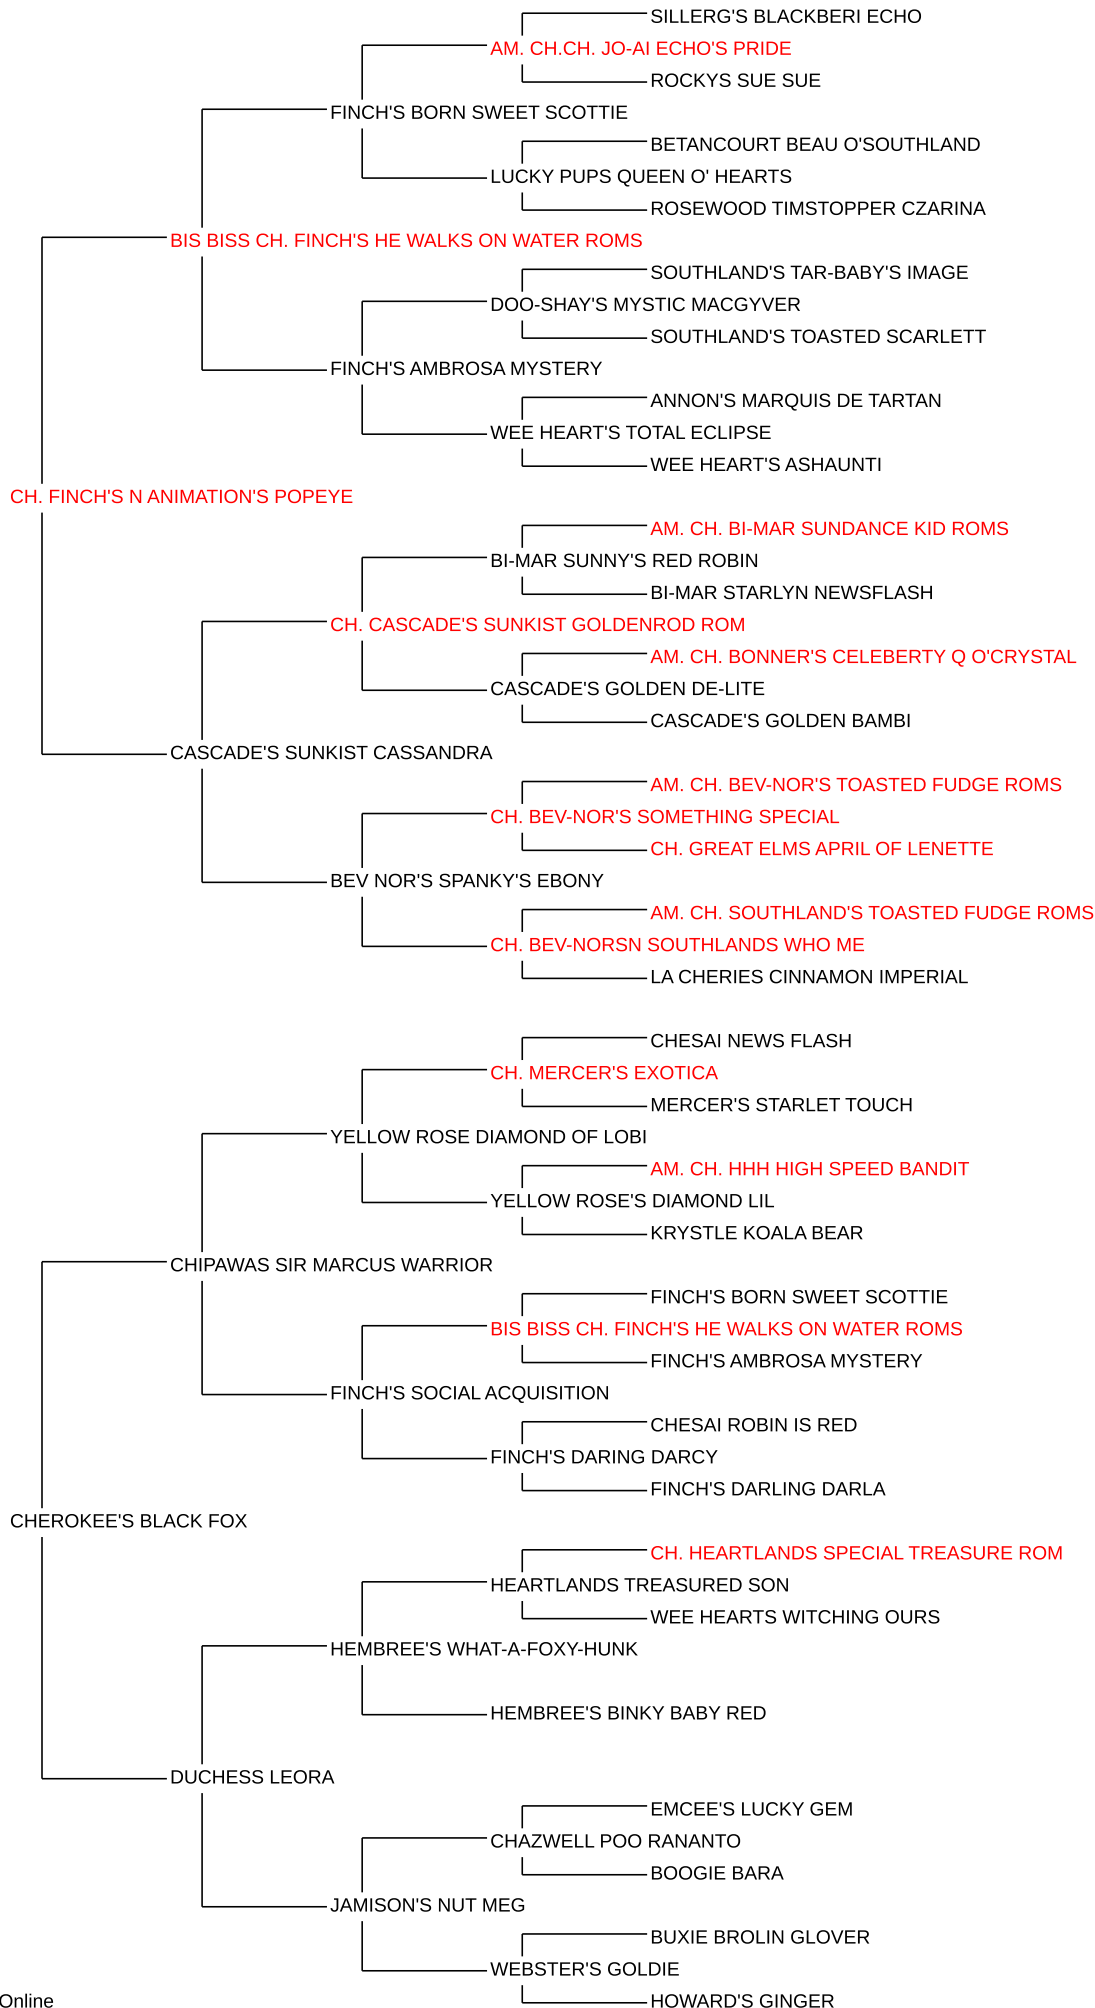 SILLERG'S BLACKBERI ECHO
AM. CH.CH. JO-AI ECHO'S PRIDE
ROCKYS SUE SUE
FINCH'S BORN SWEET SCOTTIE
BETANCOURT BEAU O'SOUTHLAND
LUCKY PUPS QUEEN O' HEARTS
ROSEWOOD TIMSTOPPER CZARINA
BIS BISS CH. FINCH'S HE WALKS ON WATER ROMS
SOUTHLAND'S TAR-BABY'S IMAGE
DOO-SHAY'S MYSTIC MACGYVER
SOUTHLAND'S TOASTED SCARLETT
FINCH'S AMBROSA MYSTERY
ANNON'S MARQUIS DE TARTAN
WEE HEART'S TOTAL ECLIPSE
WEE HEART'S ASHAUNTI
CH. FINCH'S N ANIMATION'S POPEYE
AM. CH. BI-MAR SUNDANCE KID ROMS
BI-MAR SUNNY'S RED ROBIN
BI-MAR STARLYN NEWSFLASH
CH. CASCADE'S SUNKIST GOLDENROD ROM
AM. CH. BONNER'S CELEBERTY Q O'CRYSTAL
CASCADE'S GOLDEN DE-LITE
CASCADE'S GOLDEN BAMBI
CASCADE'S SUNKIST CASSANDRA
AM. CH. BEV-NOR'S TOASTED FUDGE ROMS
CH. BEV-NOR'S SOMETHING SPECIAL
CH. GREAT ELMS APRIL OF LENETTE
BEV NOR'S SPANKY'S EBONY
AM. CH. SOUTHLAND'S TOASTED FUDGE ROMS
CH. BEV-NORSN SOUTHLANDS WHO ME
LA CHERIES CINNAMON IMPERIAL
CHESAI NEWS FLASH
CH. MERCER'S EXOTICA
MERCER'S STARLET TOUCH
YELLOW ROSE DIAMOND OF LOBI
AM. CH. HHH HIGH SPEED BANDIT
YELLOW ROSE'S DIAMOND LIL
KRYSTLE KOALA BEAR
CHIPAWAS SIR MARCUS WARRIOR
FINCH'S BORN SWEET SCOTTIE
BIS BISS CH. FINCH'S HE WALKS ON WATER ROMS
FINCH'S AMBROSA MYSTERY
FINCH'S SOCIAL ACQUISITION
CHESAI ROBIN IS RED
FINCH'S DARING DARCY
FINCH'S DARLING DARLA
CHEROKEE'S BLACK FOX
CH. HEARTLANDS SPECIAL TREASURE ROM
HEARTLANDS TREASURED SON
WEE HEARTS WITCHING OURS
HEMBREE'S WHAT-A-FOXY-HUNK
HEMBREE'S BINKY BABY RED
DUCHESS LEORA
EMCEE'S LUCKY GEM
CHAZWELL POO RANANTO
BOOGIE BARA
JAMISON'S NUT MEG
BUXIE BROLIN GLOVER
WEBSTER'S GOLDIE
HOWARD'S GINGER
Online